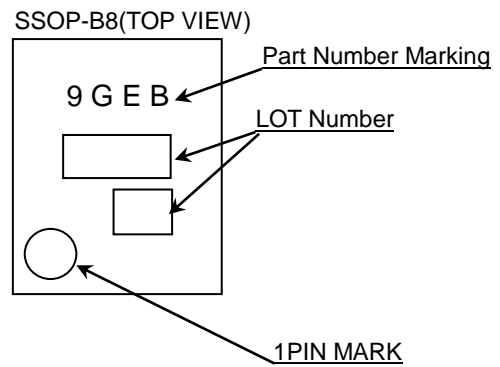 SSOP-B8(TOP VIEW)
Part Number Marking
9 G E B
LOT Number
1PIN MARK